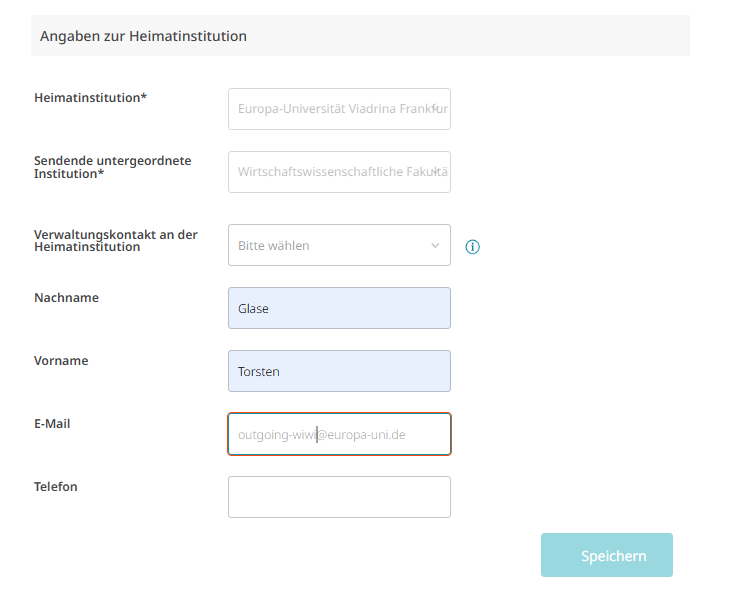 Angaben zur Heimatinstitution
Heimatinstitution*
Europa-Universität Viadrina Frankfur
Sendende untergeordnete
Institution*
Wirtschaftswissenschaftliche Fakultä
Verwaltungskontakt an der
Heimatinstitution
Bitte wählen
Nachname
Glase
Vorname
Torsten
E-Mail
outgoing-wiwi@europa-uni.de
Telefon
Speichern